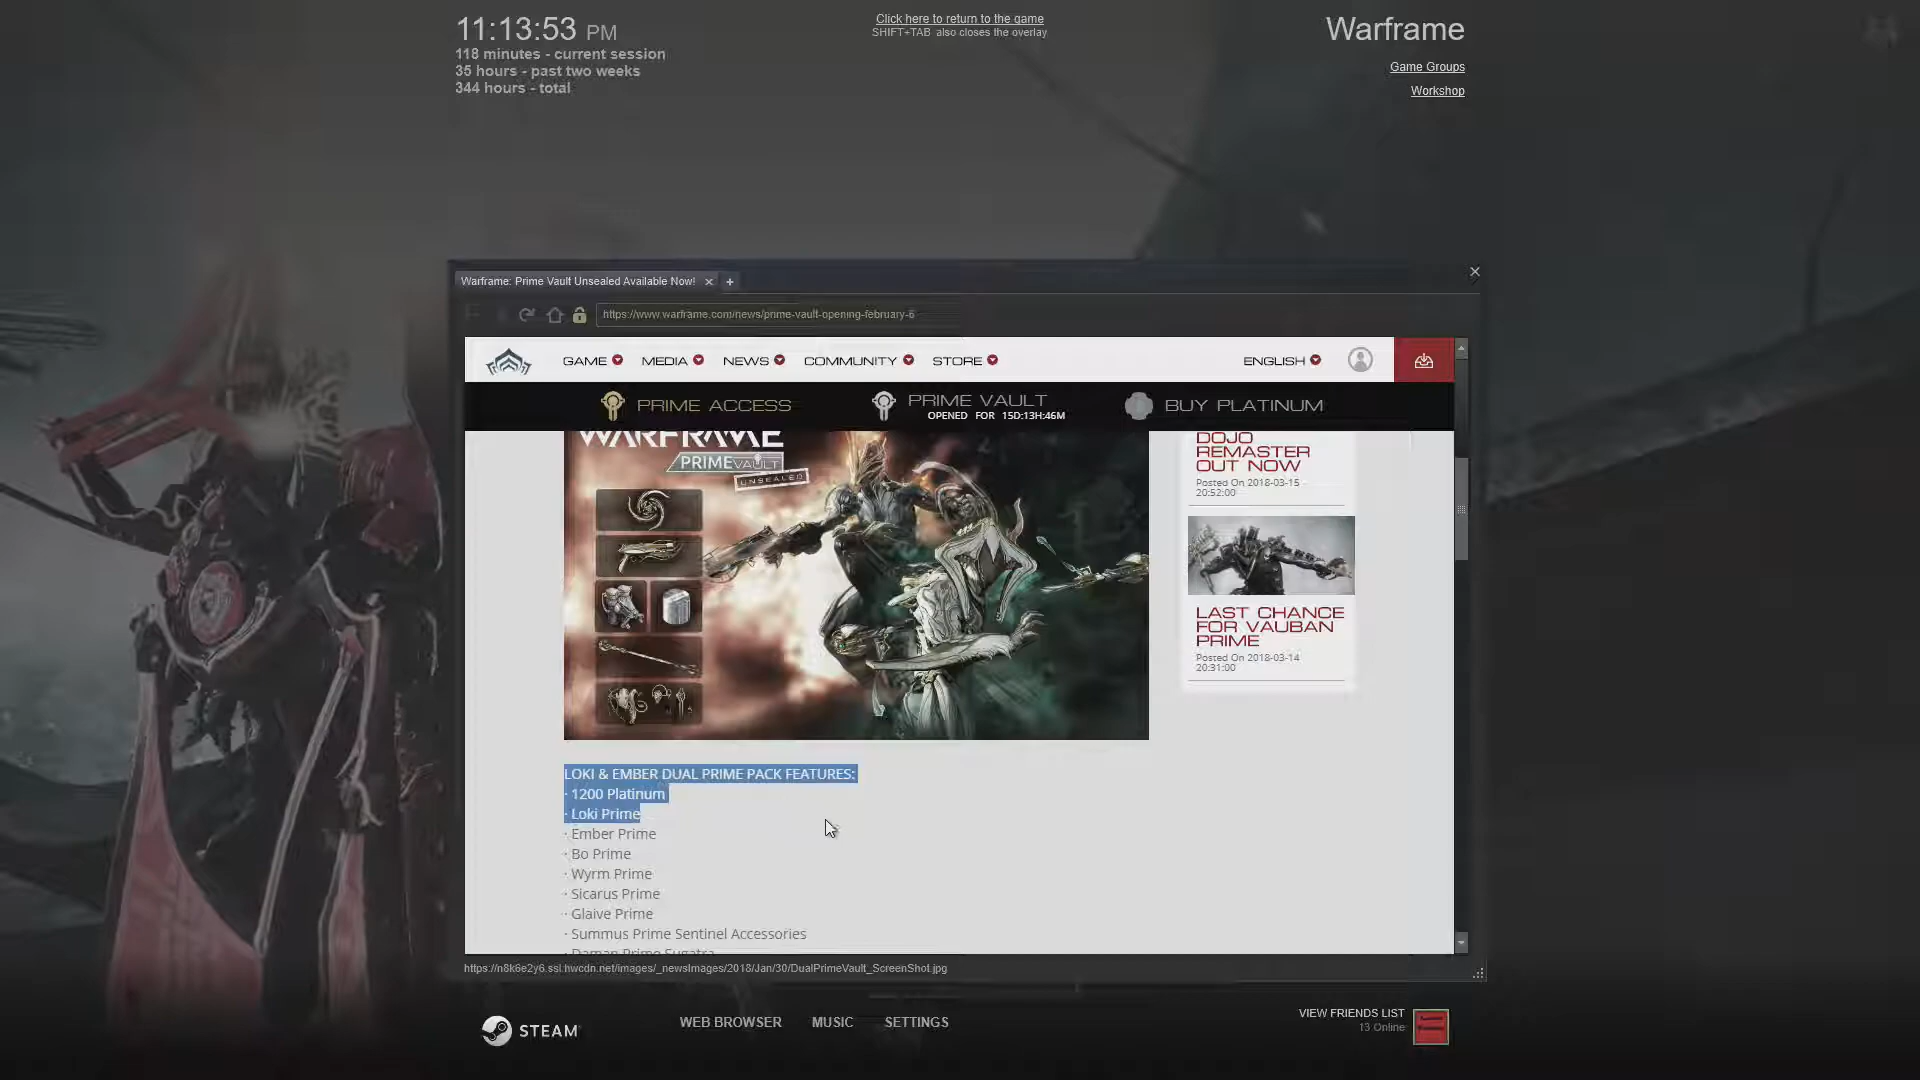 11:13:53 PM
118 minutes - current session
35 hours - past two weeks
344 hours - total
Click here to return to the game
SHIFT+TAB also closes the overlay
Warframe
Game Groups
Workshop
Warframe: Prime Vault Unsealed Available Now!
https://www.warframe.com/news/prime-vault-opening-february-6
GAME MEDIA NEWS COMMUNITY STORE ENGLISH
PRIME ACCESS
PRIME VAULT
OPENED FOR 15D:13H:46M
BUY PLATINUM
WARFRAME
PRIME VAULT
UNSEALED
DOJO
REMASTER
OUT NOW
Posted On 2018-03-15
20:52:00
LAST CHANCE
FOR VAUBAN
PRIME
Posted On 2018-03-14
20:31:00
LOKI & EMBER DUAL PRIME PACK FEATURES:
· 1200 Platinum
· Loki Prime
· Ember Prime
· Bo Prime
· Wyrm Prime
· Sicarus Prime
· Glaive Prime
· Summus Prime Sentinel Accessories
· Daman Prime Sugatra
https://n8k6e2y6.ssl.hwcdn.net/images/_newsImages/2018/Jan/30/DualPrimeVault_ScreenShot.jpg
STEAM
WEB BROWSER MUSIC SETTINGS
VIEW FRIENDS LIST
13 Online